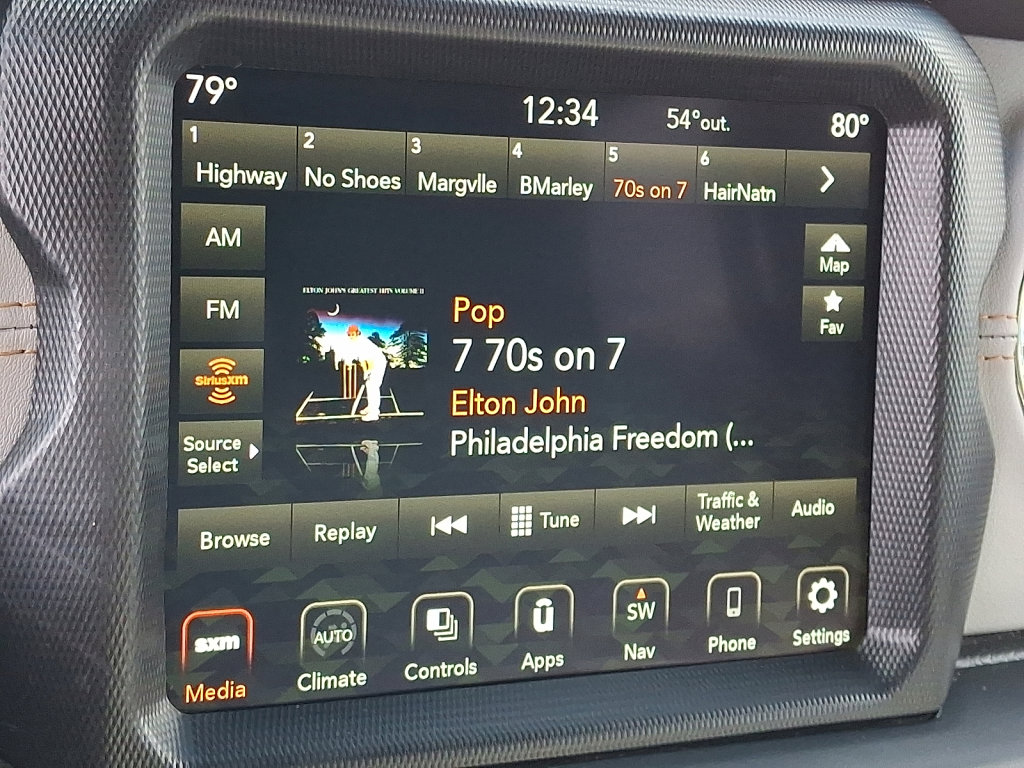 79°
12:34
54°out.
80°
1
Highway
2
No Shoes
3
Margvlle
4
BMarley
5
70s on 7
6
HairNatn
AM
FM
SiriusXM
Source
Select
Map
Fav
ELTON JOHN'S GREATEST HITS VOLUME II
Pop
7 70s on 7
Elton John
Philadelphia Freedom (...
Browse
Replay
Tune
Traffic &
Weather
Audio
sxm
Media
AUTO
Climate
Controls
ū
Apps
SW
Nav
Phone
Settings